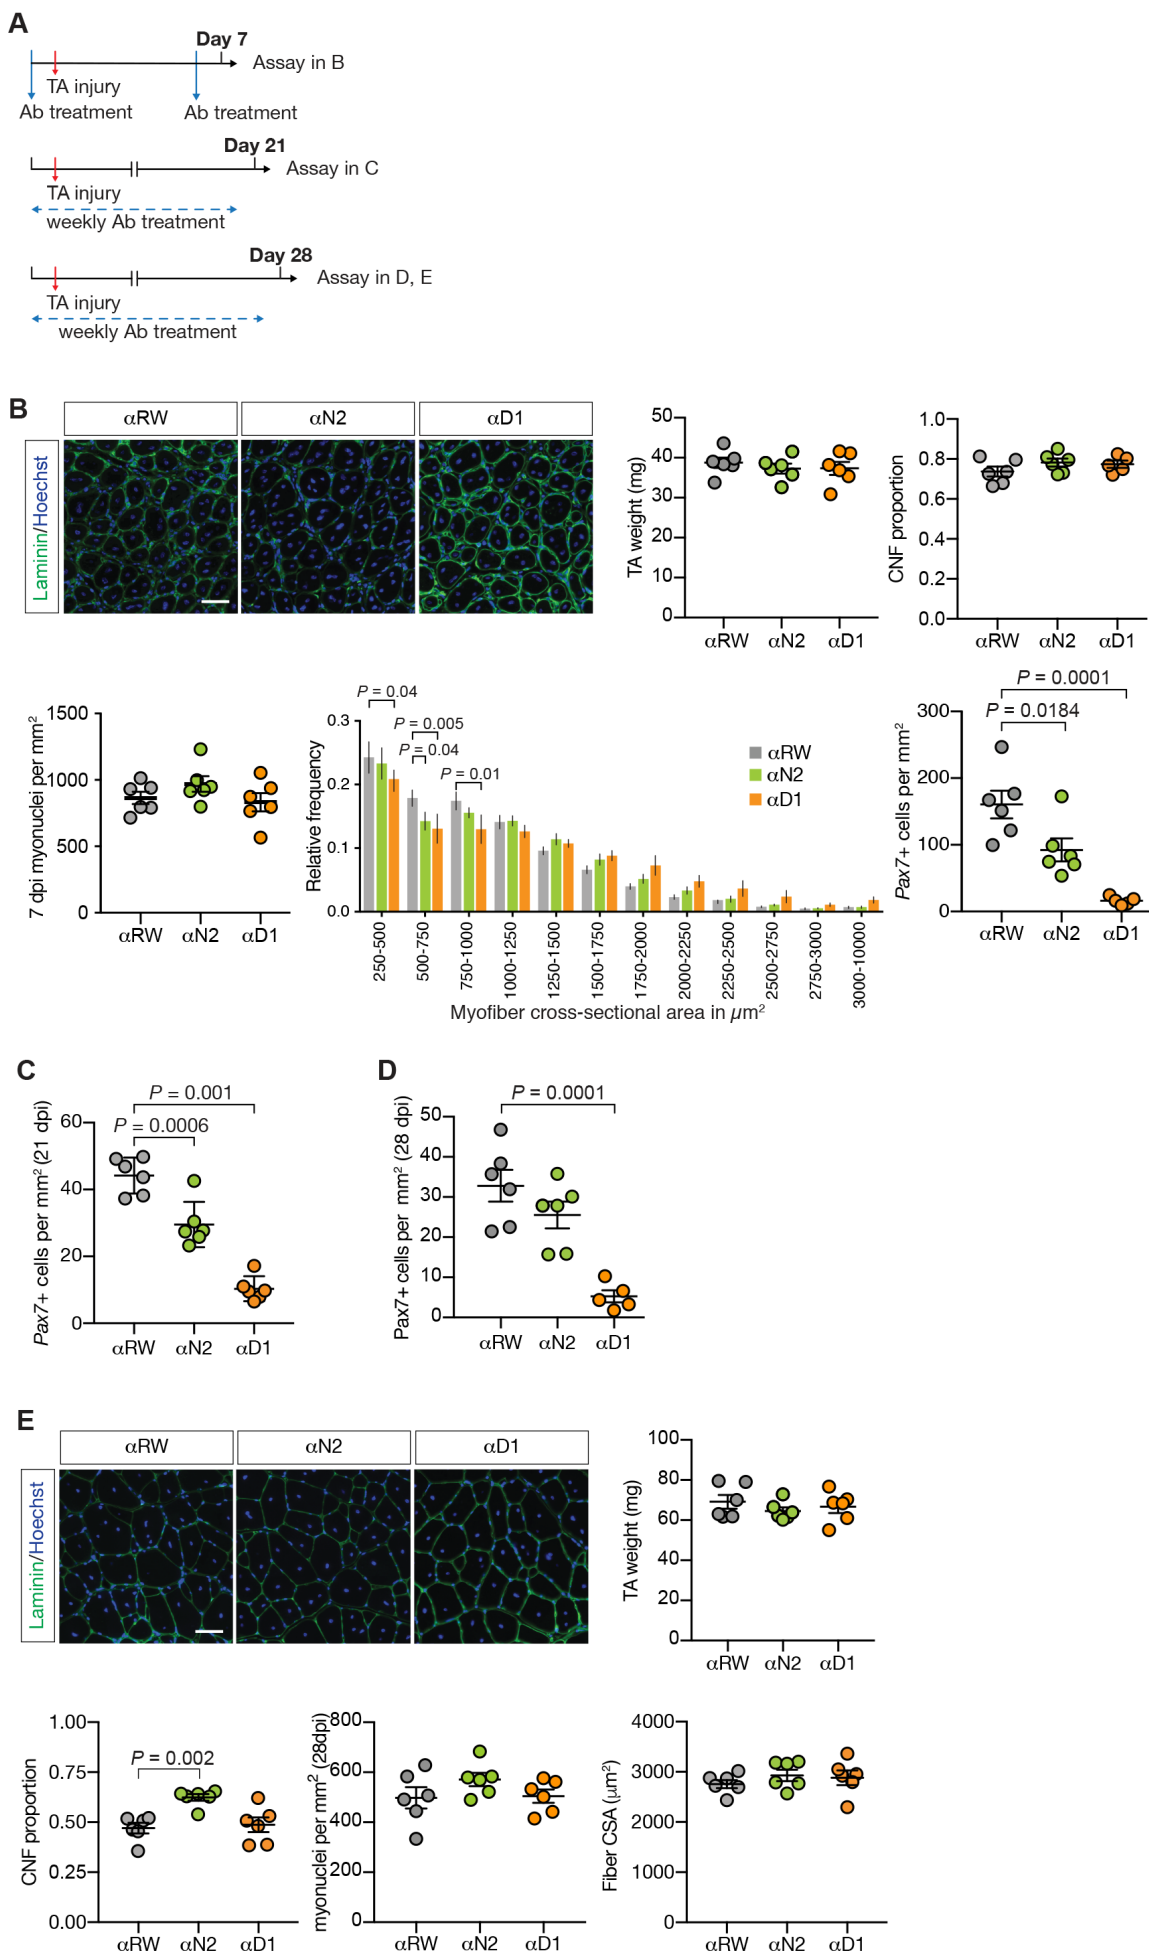 A
Day 7
Assay in B
TA injury
Ab treatment
Ab treatment
Day 21
Assay in C
TA injury
weekly Ab treatment
Day 28
Assay in D, E
TA injury
weekly Ab treatment
B
αRW
αN2
αD1
Laminin/Hoechst
TA weight (mg)
50
40
30
20
10
0
αRW
αN2
αD1
CNF proportion
1.0
0.8
0.6
0.4
0.2
0.0
αRW
αN2
αD1
7 dpi myonuclei per mm²
1500
1000
500
0
αRW
αN2
αD1
Relative frequency
0.3
0.2
0.1
0.0
P = 0.04
P = 0.005
P = 0.04
P = 0.01
αRW
αN2
αD1
250-500
500-750
750-1000
1000-1250
1250-1500
1500-1750
1750-2000
2000-2250
2250-2500
2500-2750
2750-3000
3000-10000
Myofiber cross-sectional area in µm²
Pax7+ cells per mm²
P = 0.0001
P = 0.0184
300
200
100
0
αRW
αN2
αD1
C
Pax7+ cells per mm² (21 dpi)
P = 0.001
P = 0.0006
60
40
20
0
αRW
αN2
αD1
D
Pax7+ cells per mm² (28 dpi)
P = 0.0001
50
40
30
20
10
0
αRW
αN2
αD1
E
αRW
αN2
αD1
Laminin/Hoechst
TA weight (mg)
100
80
60
40
20
0
αRW
αN2
αD1
CNF proportion
1.00
0.75
0.50
0.25
0.00
P = 0.002
αRW
αN2
αD1
myonuclei per mm² (28dpi)
800
600
400
200
0
αRW
αN2
αD1
Fiber CSA (µm²)
4000
3000
2000
1000
0
αRW
αN2
αD1